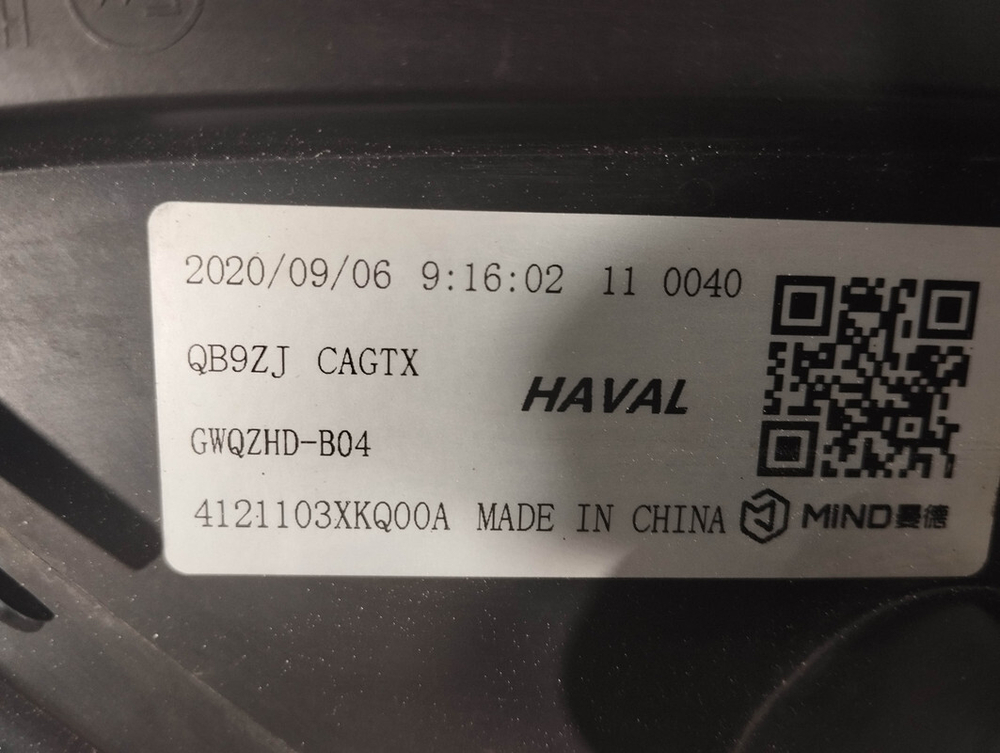 2020/09/06 9:16:02 11 0040
QB9ZJ CAGTX
HAVAL
GWQZHD-B04
4121103XKQ00A MADE IN CHINA MiND曼德